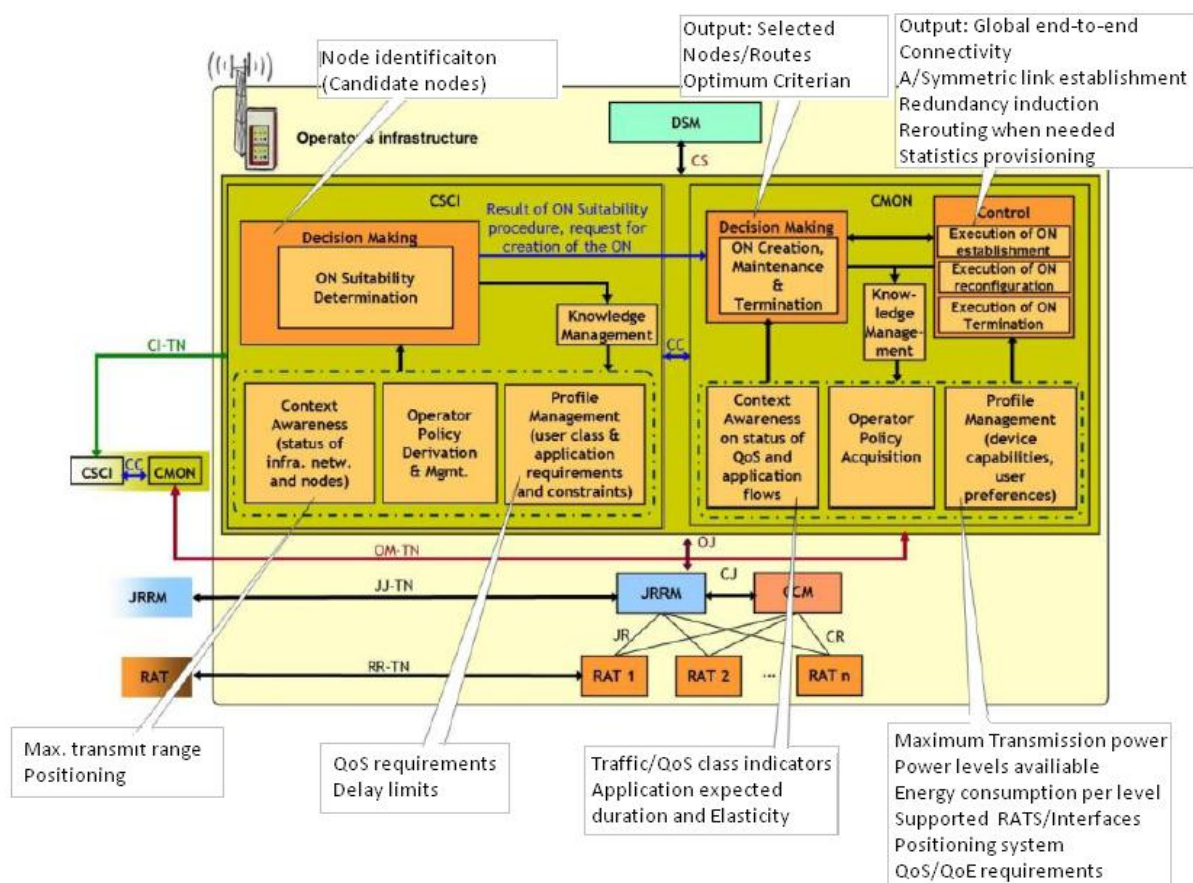 Node identificaiton
(Candidate nodes)
Output: Selected
Nodes/Routes
Optimum Criterian
Output: Global end-to-end
Connectivity
A/Symmetric link establishment
Redundancy induction
Rerouting when needed
Statistics provisioning
Operator's infrastructure
DSM
CS
CSCI
Decision Making
ON Suitability
Determination
Result of ON Suitability
procedure, request for
creation of the ON
Knowledge
Management
CMON
Decision Making
ON Creation,
Maintenance
&
Termination
Control
Execution of ON
establishment
Execution of ON
reconfiguration
Execution of ON
Termination
Know-
ledge
Manage-
ment
CI-TN
CC
Context
Awareness
(status of
infra. netw.
and nodes)
Operator
Policy
Derivation
& Mgmt.
Profile
Management
(user class &
application
requirements
and constraints)
Context
Awareness
on status of
QoS and
application
flows
Operator
Policy
Acquisition
Profile
Management
(device
capabilities,
user
preferences)
CSCI
CC
CMON
OM-TN
OJ
JRRM
JJ-TN
JRRM
CJ
CCM
JR
CR
RAT
RR-TN
RAT 1
RAT 2
...
RAT n
Max. transmit range
Positioning
QoS requirements
Delay limits
Traffic/QoS class indicators
Application expected
duration and Elasticity
Maximum Transmission power
Power levels availiable
Energy consumption per level
Supported RATS/Interfaces
Positioning system
QoS/QoE requirements